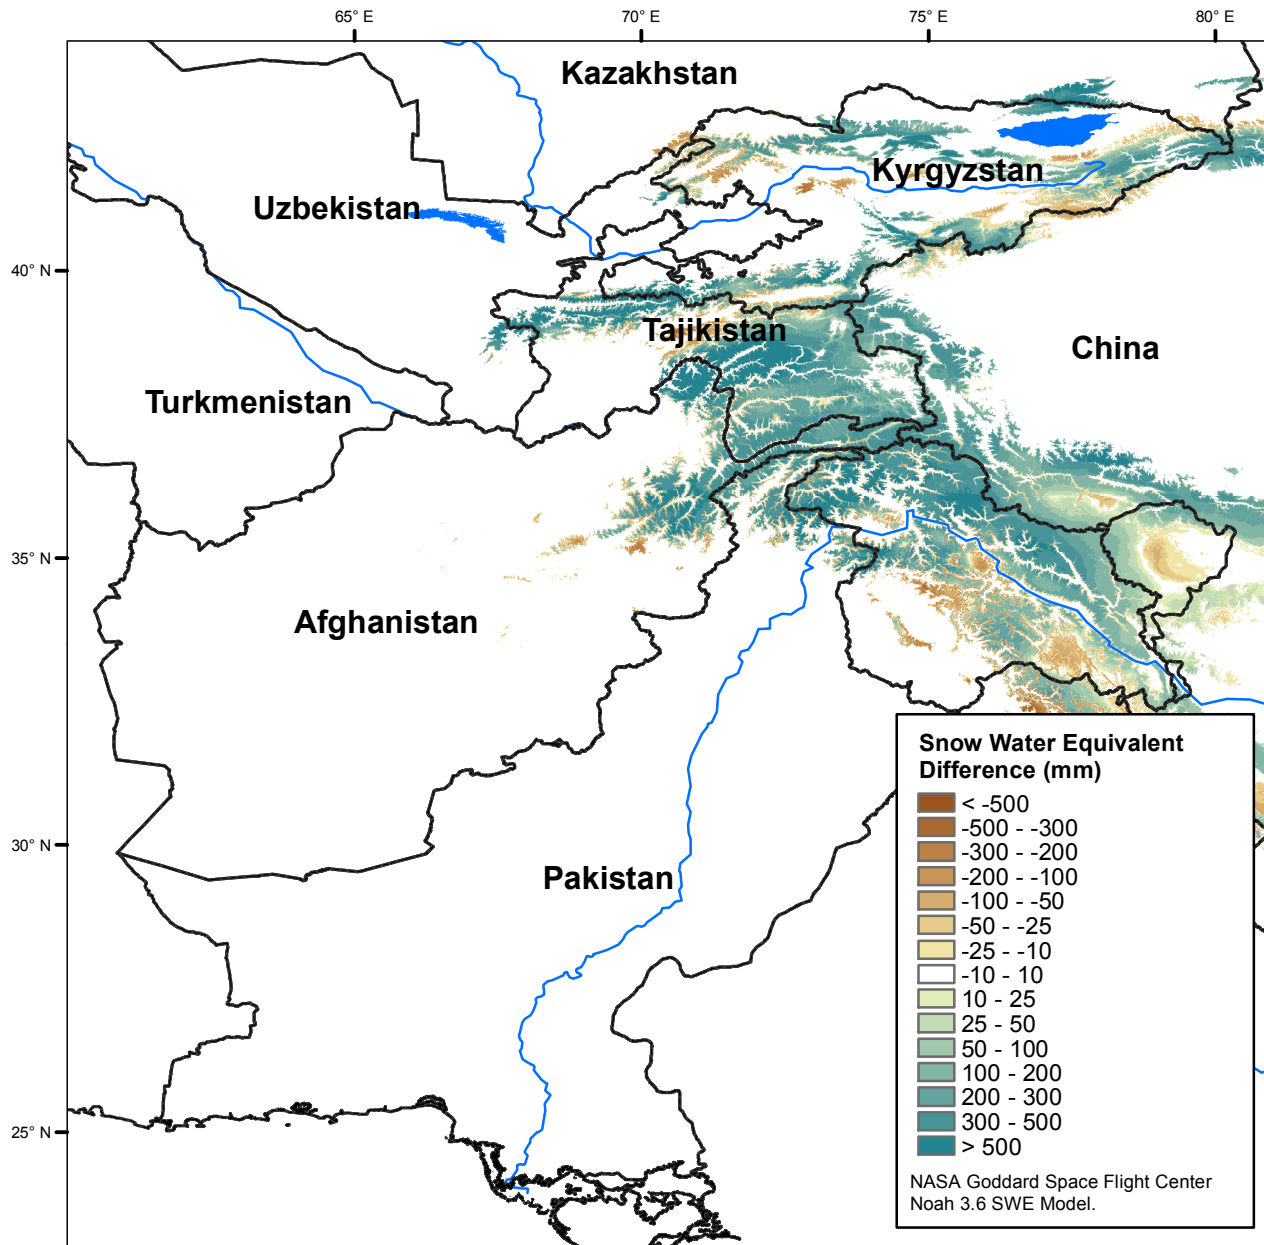 65° E
70° E
75° E
80° E
Kazakhstan
Kyrgyzstan
Uzbekistan
40° N
Tajikistan
China
Turkmenistan
35° N
Afghanistan
30° N
Pakistan
25° N
Snow Water Equivalent
Difference (mm)
< -500
-500 - -300
-300 - -200
-200 - -100
-100 - -50
-50 - -25
-25 - -10
-10 - 10
10 - 25
25 - 50
50 - 100
100 - 200
200 - 300
300 - 500
> 500
NASA Goddard Space Flight Center
Noah 3.6 SWE Model.